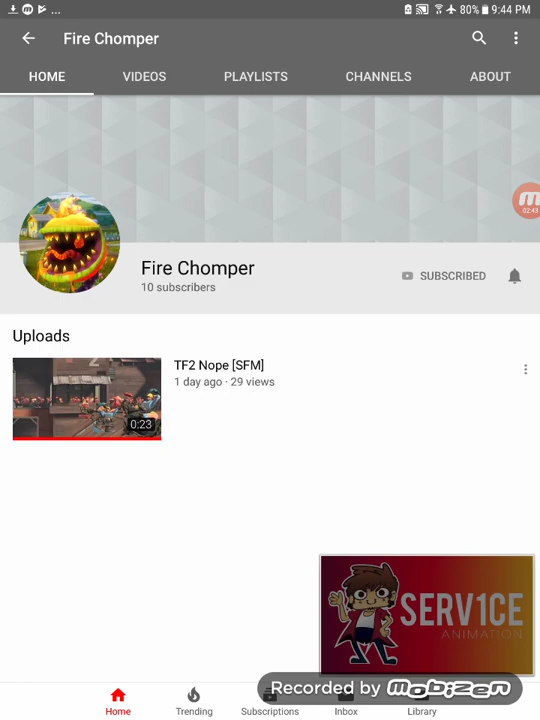 ... 80% 9:44 PM
Fire Chomper
HOME VIDEOS PLAYLISTS CHANNELS ABOUT
02:43
Fire Chomper
10 subscribers
SUBSCRIBED
Uploads
TF2 Nope [SFM]
1 day ago · 29 views
0:23
SERV1CE
ANIMATION
Recorded by MOBIZEN
Home Trending Subscriptions Inbox Library